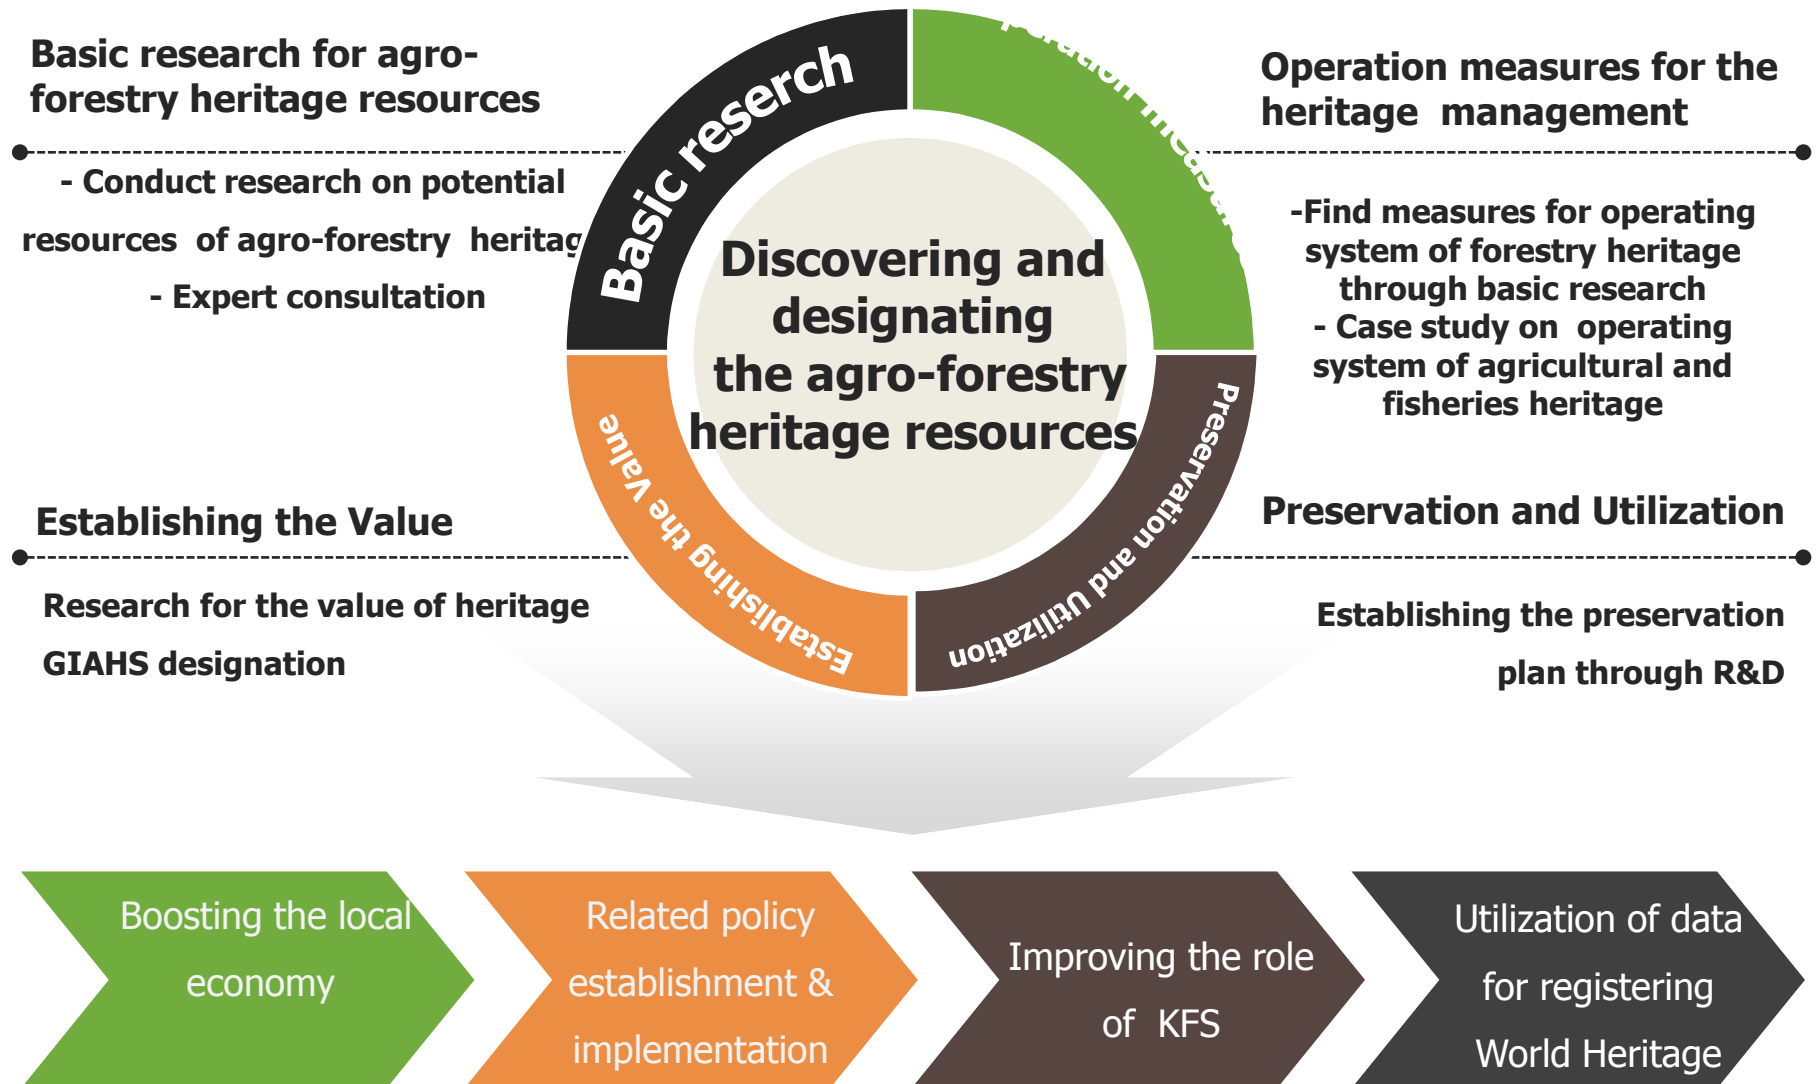 Basic research for agro-
forestry heritage resources
- Conduct research on potential
resources of agro-forestry heritag
- Expert consultation
Basic reserch
peration measure
Operation measures for the
heritage management
-Find measures for operating
system of forestry heritage
through basic research
- Case study on operating
system of agricultural and
fisheries heritage
Discovering and
designating
the agro-forestry
heritage resources
Establishing the Value
Research for the value of heritage
GIAHS designation
Establishing the value
Preservation and Utilization
Preservation and Utilization
Establishing the preservation
plan through R&D
Boosting the local
economy
Related policy
establishment &
implementation
Improving the role
of KFS
Utilization of data
for registering
World Heritage